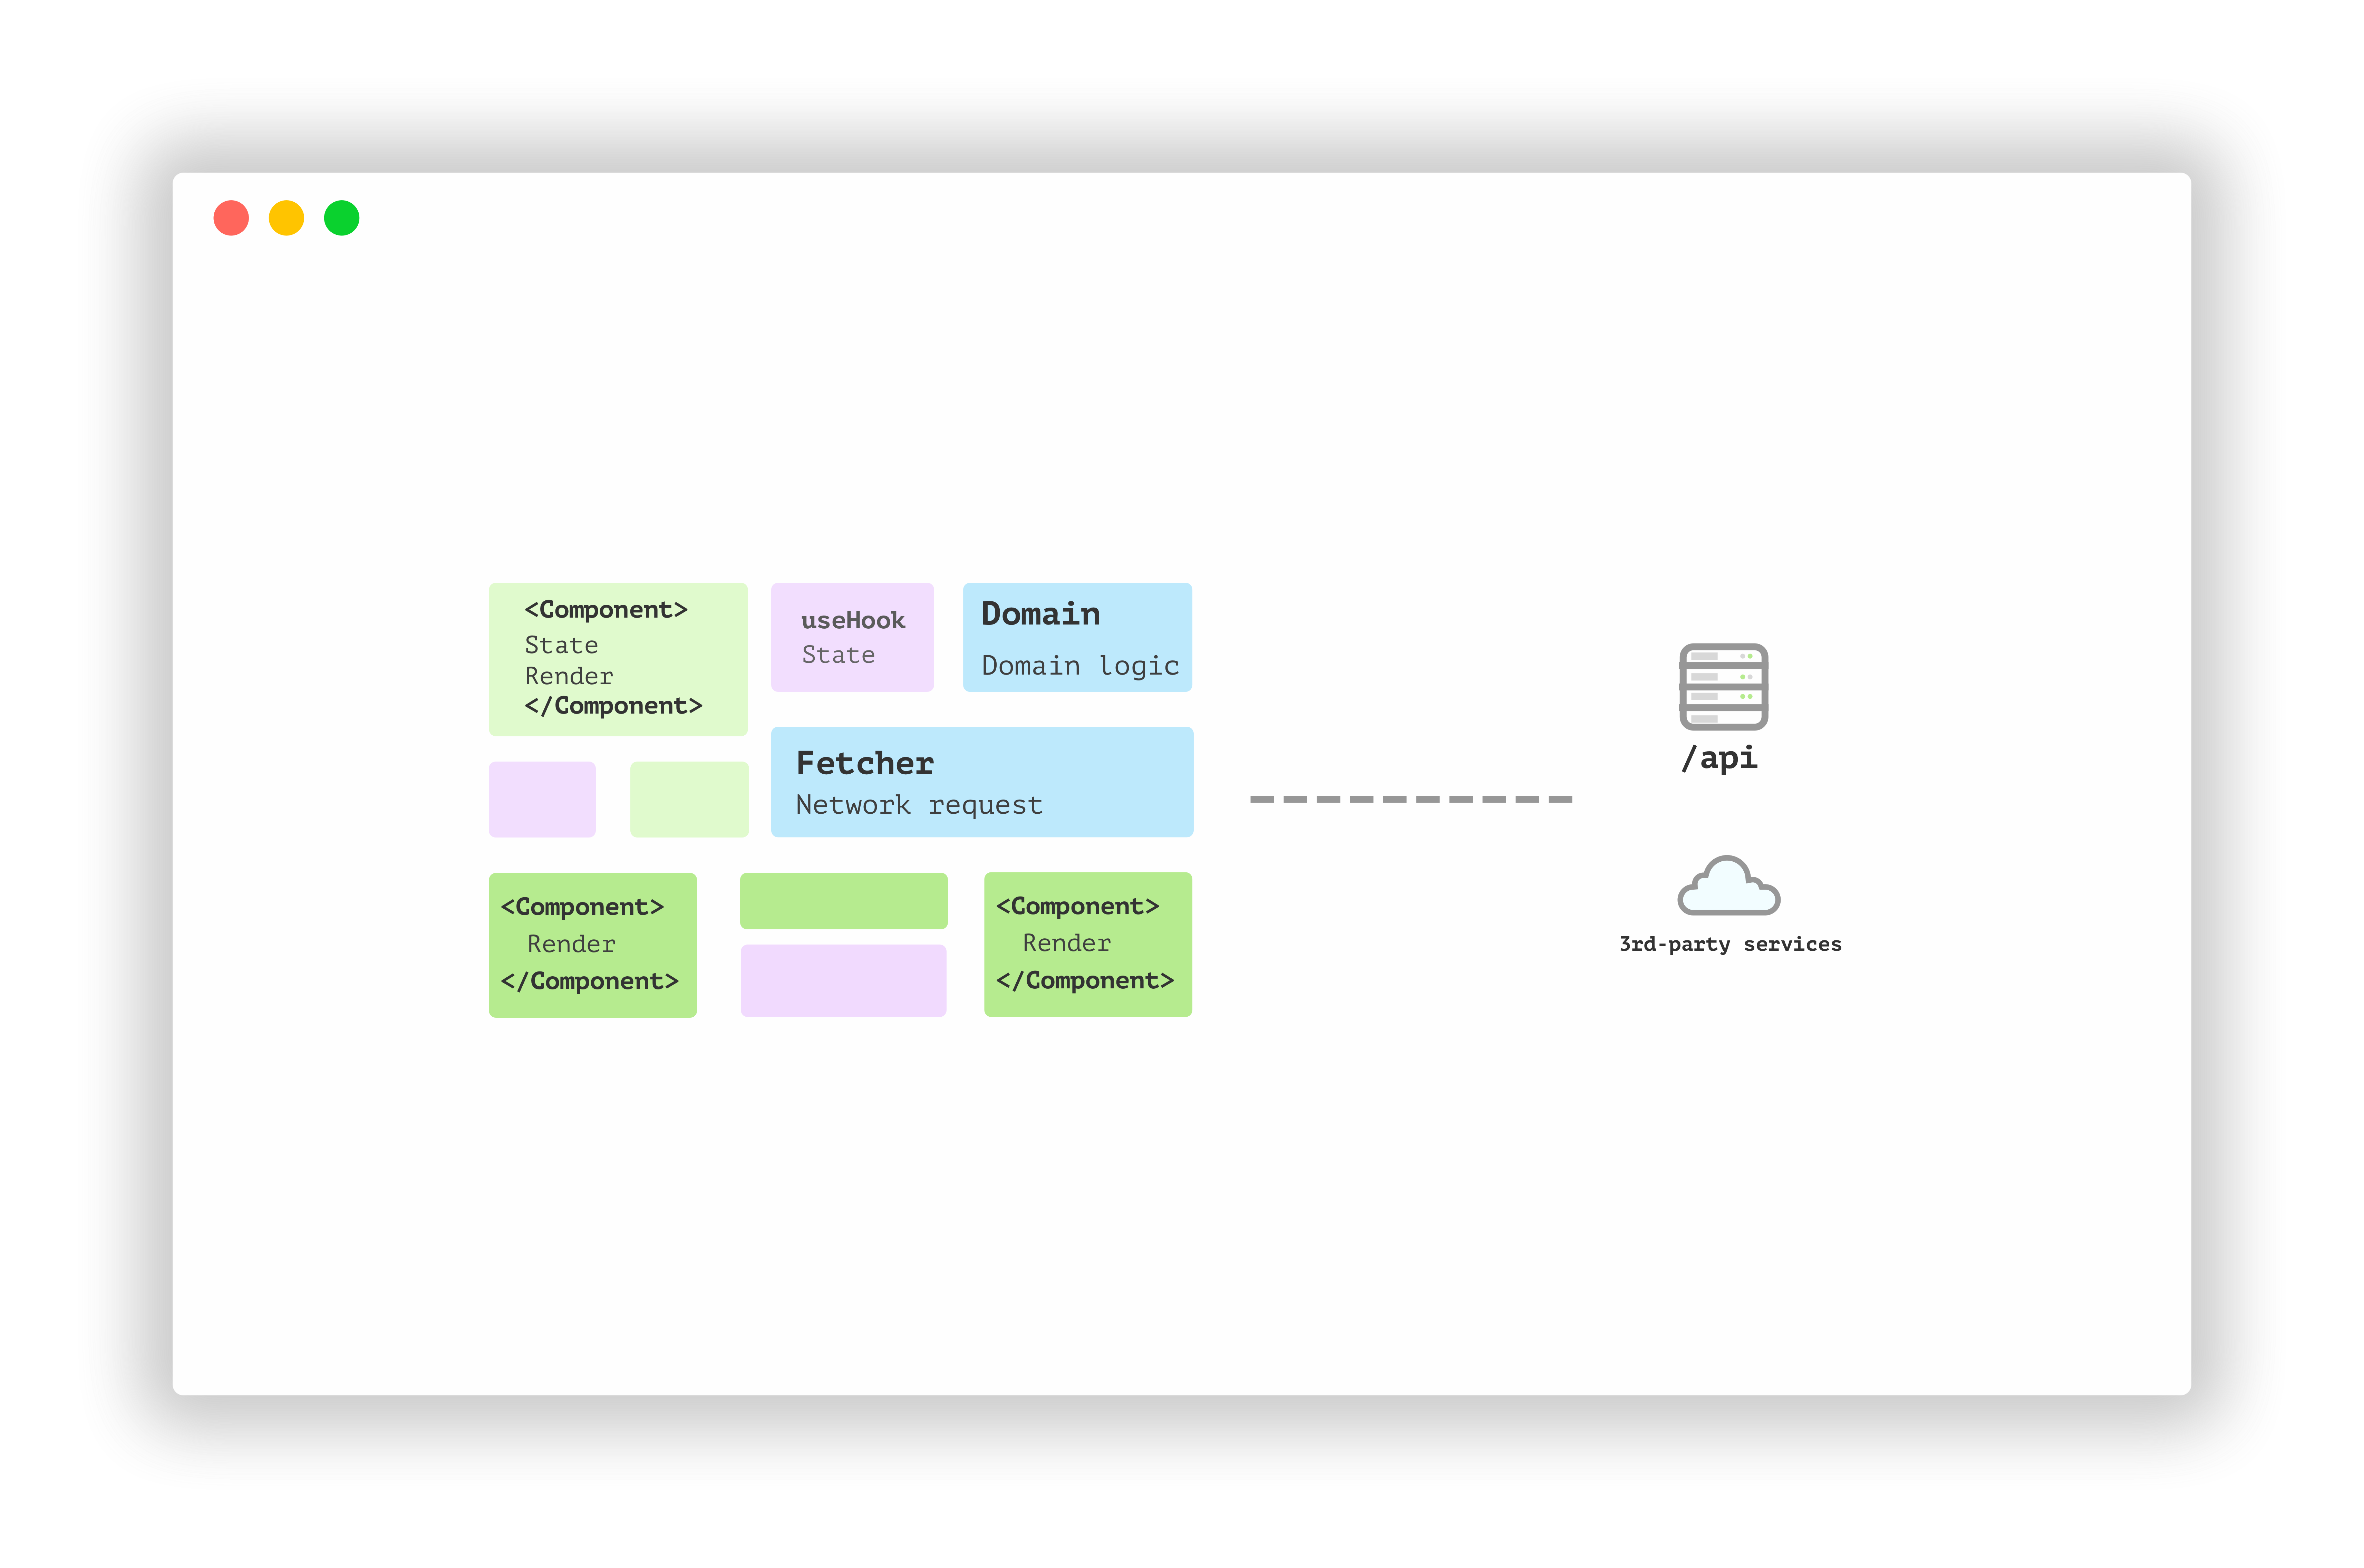 <Component>
State
Render
</Component>
useHook
State
Domain
Domain logic
Fetcher
Network request
<Component>
Render
</Component>
<Component>
Render
</Component>
/api
3rd-party services